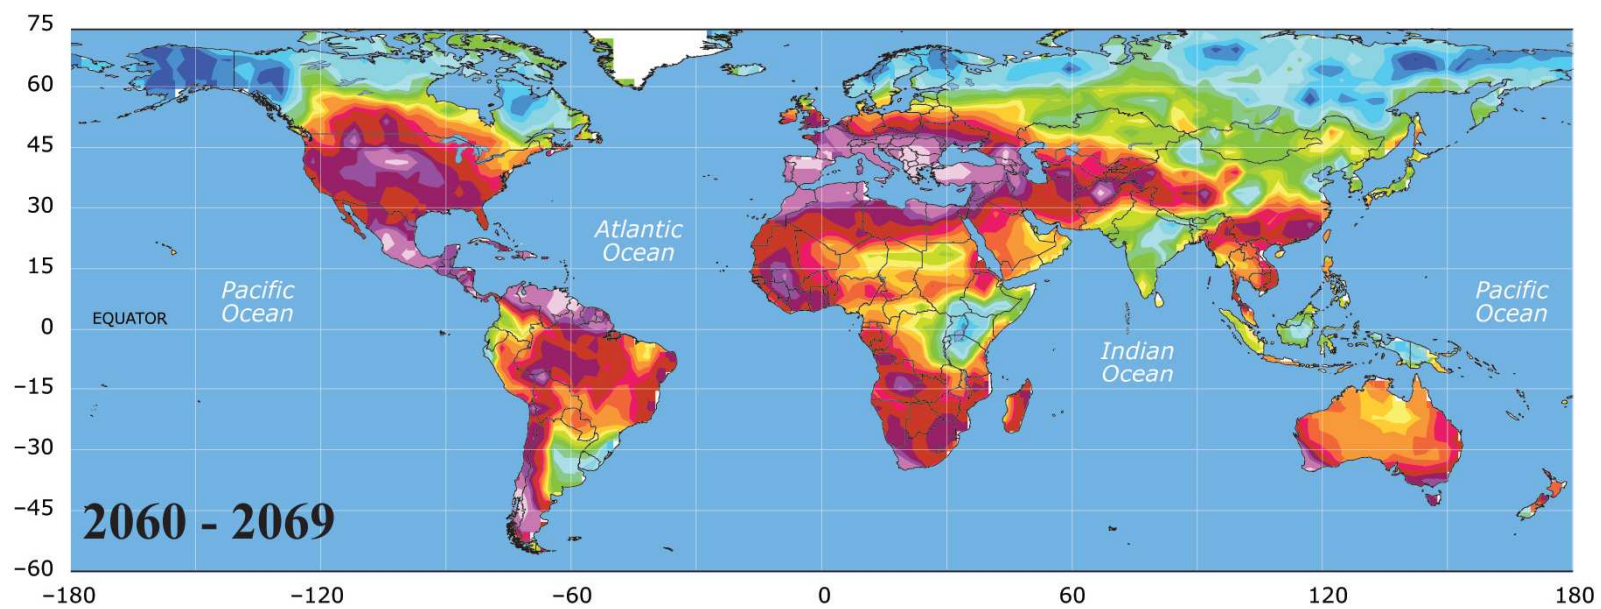 75
60
45
30
15
0
−15
−30
−45
−60
Atlantic
Ocean
Pacific
Ocean
EQUATOR
Indian
Ocean
Pacific
Ocean
2060 - 2069
−180
−120
−60
0
60
120
180